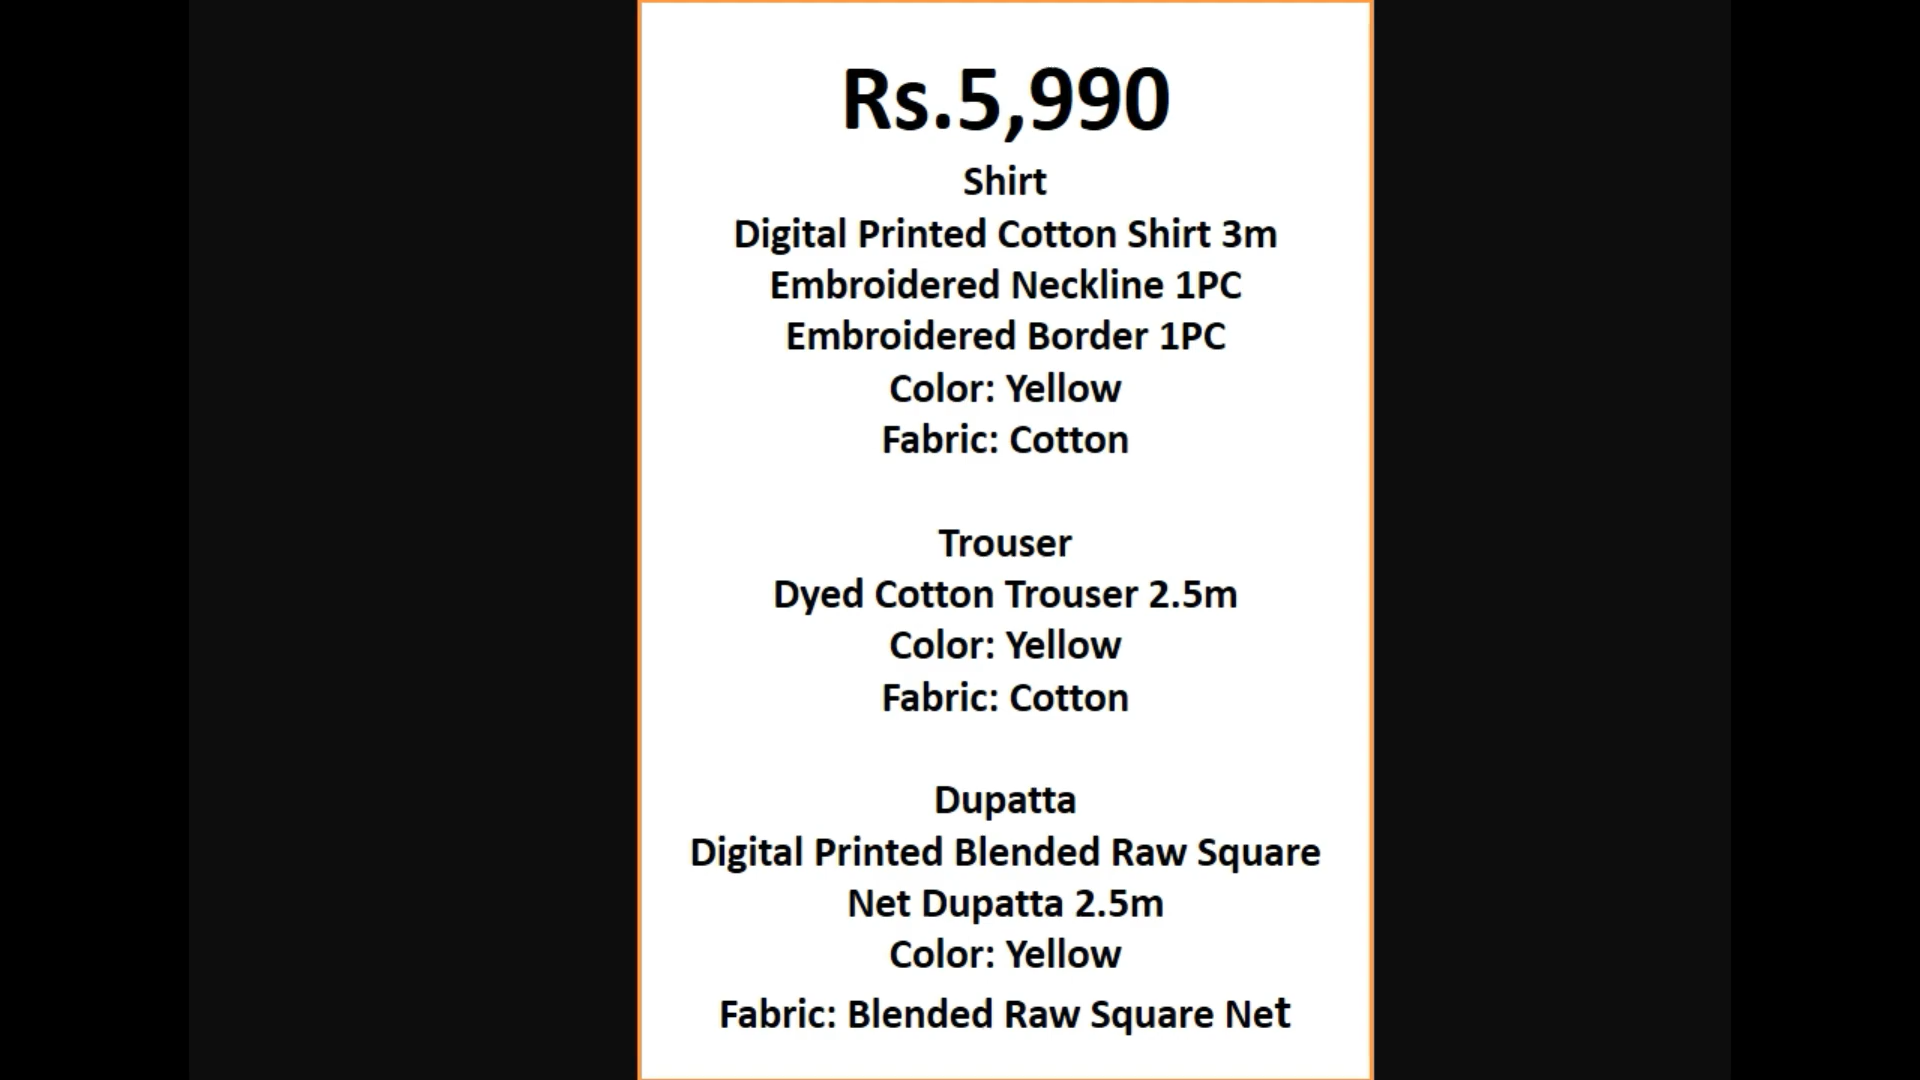 Rs.5,990
Shirt
Digital Printed Cotton Shirt 3m
Embroidered Neckline 1PC
Embroidered Border 1PC
Color: Yellow
Fabric: Cotton
Trouser
Dyed Cotton Trouser 2.5m
Color: Yellow
Fabric: Cotton
Dupatta
Digital Printed Blended Raw Square
Net Dupatta 2.5m
Color: Yellow
Fabric: Blended Raw Square Net